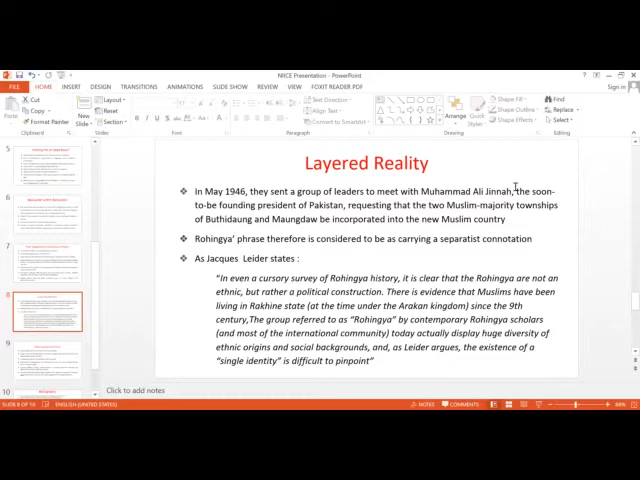 NIICE Presentation - PowerPoint
Sign in
FILE HOME INSERT DESIGN TRANSITIONS ANIMATIONS SLIDE SHOW REVIEW VIEW FOXIT READER PDF
Cut
Copy
Format Painter
Paste
Clipboard
New
Slide
Layout
Reset
Section
Slides
Font
Paragraph
Text Direction
Align Text
Convert to SmartArt
Arrange
Quick
Styles
Shape Fill
Shape Outline
Shape Effects
Drawing
Find
Replace
Select
Editing
5
6
7
8
9
10
Layered Reality
❖ In May 1946, they sent a group of leaders to meet with Muhammad Ali Jinnah, the soon-
to-be founding president of Pakistan, requesting that the two Muslim-majority townships
of Buthidaung and Maungdaw be incorporated into the new Muslim country
❖ Rohingya’ phrase therefore is considered to be as carrying a separatist connotation
❖ As Jacques Leider states :
“In even a cursory survey of Rohingya history, it is clear that the Rohingya are not an
ethnic, but rather a political construction. There is evidence that Muslims have been
living in Rakhine state (at the time under the Arakan kingdom) since the 9th
century,The group referred to as “Rohingya” by contemporary Rohingya scholars
(and most of the international community) today actually display huge diversity of
ethnic origins and social backgrounds, and, as Leider argues, the existence of a
“single identity” is difficult to pinpoint”
Click to add notes
SLIDE 8 OF 10 ENGLISH (UNITED STATES) NOTES COMMENTS